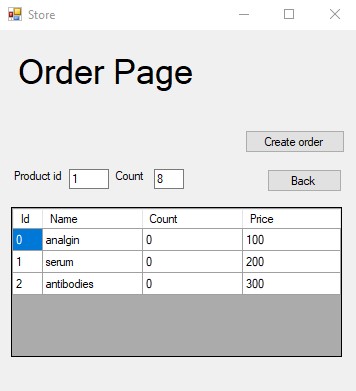 Store
Order Page
Create order
Product id 1 Count 8
Back
Id Name Count Price
0 analgin 0 100
1 serum 0 200
2 antibodies 0 300